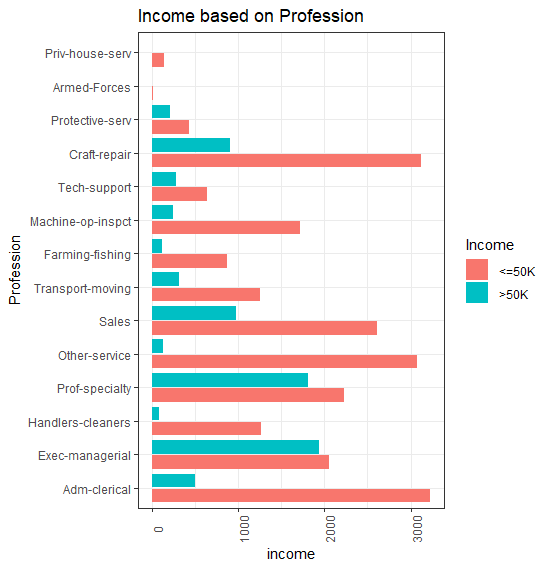 Income based on Profession
Priv-house-serv
Armed-Forces
Protective-serv
Craft-repair
Tech-support
Machine-op-inspct
Farming-fishing
Transport-moving
Sales
Other-service
Prof-specialty
Handlers-cleaners
Exec-managerial
Adm-clerical
Profession
0
1000
2000
3000
income
Income
<=50K
>50K